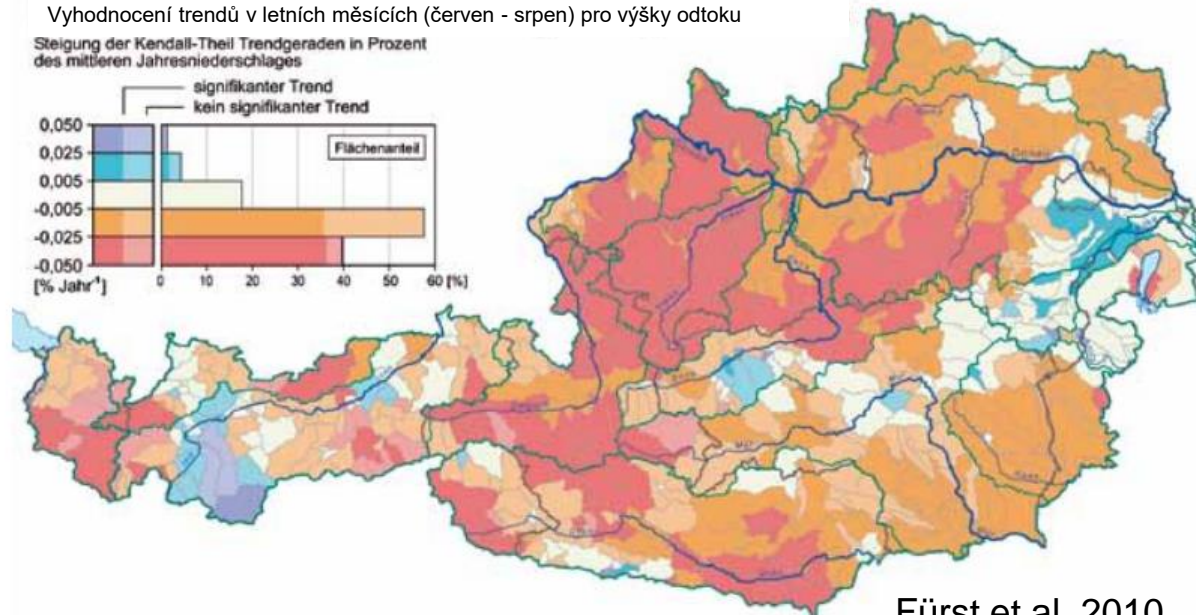 Vyhodnocení trendů v letních měsících (červen - srpen) pro výšky odtoku
Steigung der Kendall-Theil Trendgeraden in Prozent
des mittleren Jahresniederschlages
signifikanter Trend
kein signifikanter Trend
Flächenanteil
0,050
0,025
0,005
-0,005
-0,025
-0,050
[% Jahr⁻¹]
0 10 20 30 40 50 60 [%]
Fürst et al. 2010